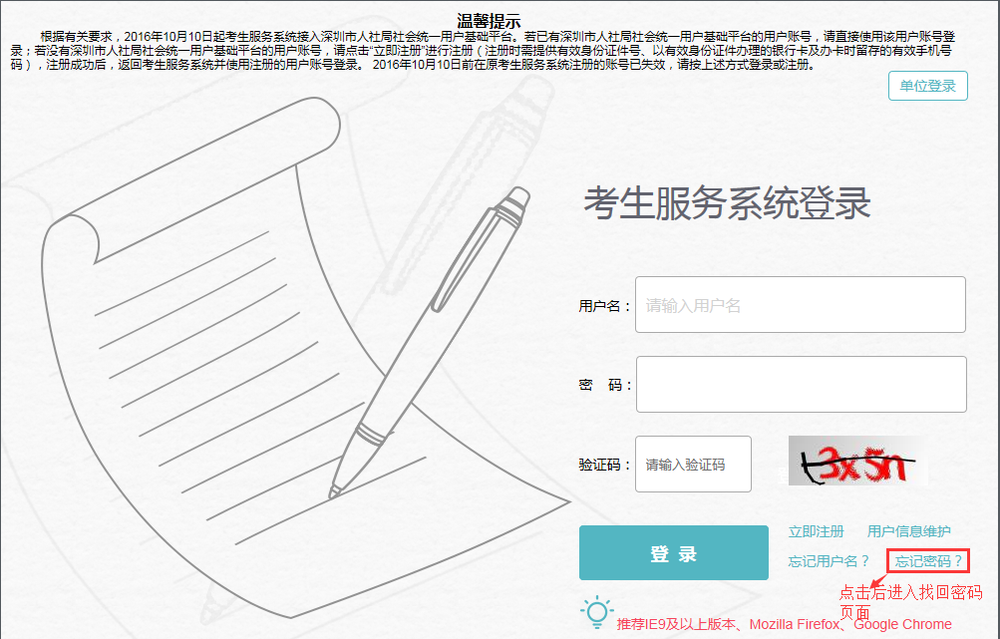 温馨提示
根据有关要求，2016年10月10日起考生服务系统接入深圳市人社局社会统一用户基础平台。若已有深圳市人社局社会统一用户基础平台的用户账号，请直接使用该用户账号登
录；若没有深圳市人社局社会统一用户基础平台的用户账号，请点击“立即注册”进行注册（注册时需提供有效身份证件号、以有效身份证件办理的银行卡及办卡时留存的有效手机号
码），注册成功后，返回考生服务系统并使用注册的用户账号登录。 2016年10月10日前在原考生服务系统注册的账号已失效，请按上述方式登录或注册。
单位登录
考生服务系统登录
用户名：
请输入用户名
密 码：
验证码：
请输入验证码
3x5n
登 录
立即注册 用户信息维护
忘记用户名？ 忘记密码？
点击后进入找回密码
页面
推荐IE9及以上版本、Mozilla Firefox、Google Chrome